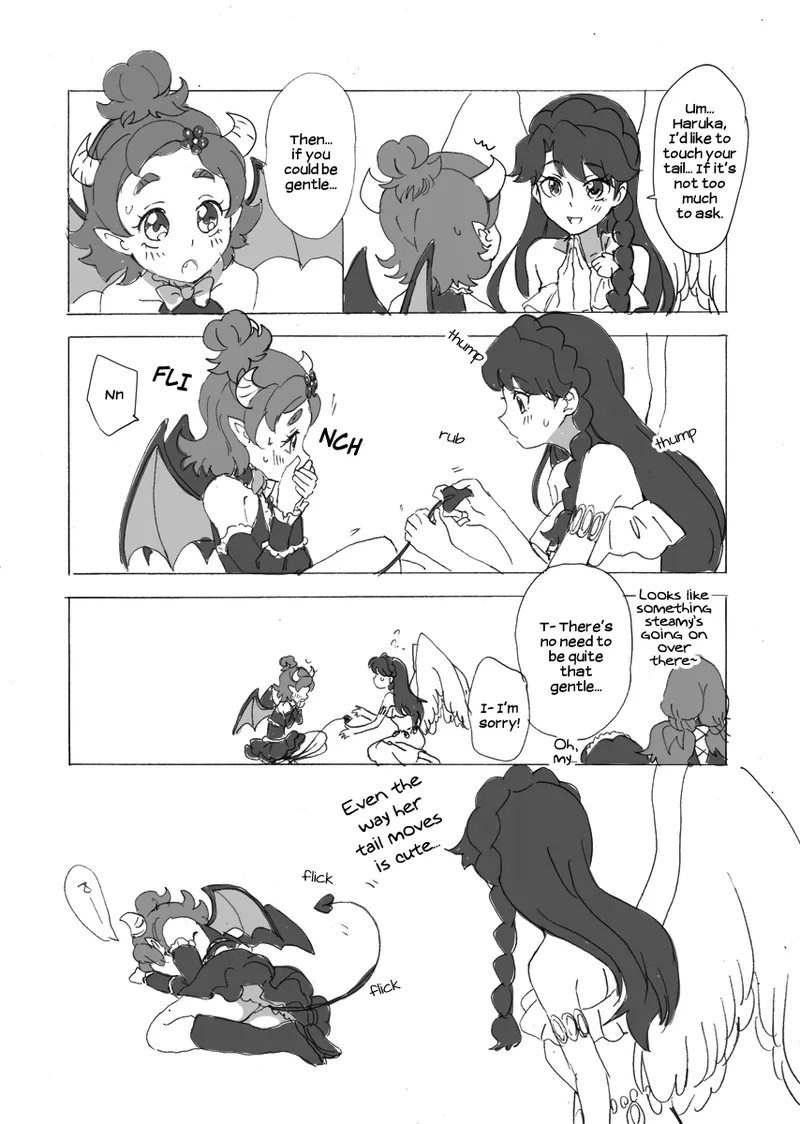 Um...
Haruka,
I'd like to
touch your
tail... If it's
not too
much
to ask.
Then...
if you
could be
gentle...
thump
thump
rub
FLI
NCH
Nn
Looks like
something
steamy's
going on
over
there~
Oh,
my...
T- There's
no need to
be quite
that
gentle...
I- I'm
sorry!
Even the
way her
tail moves
is cute...
flick
flick